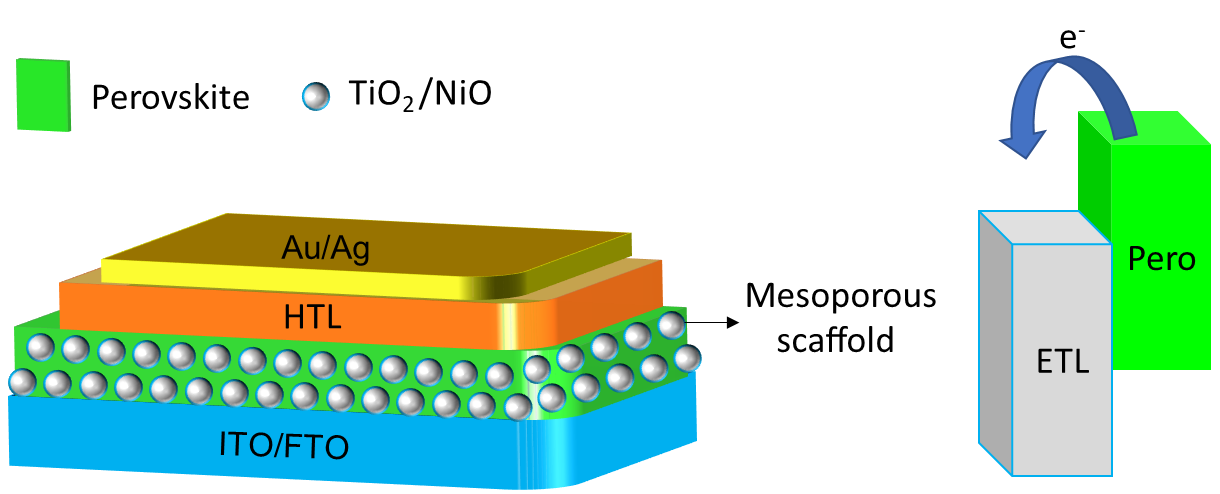 e⁻
Perovskite
TiO₂/NiO
Au/Ag
Pero
Mesoporous
scaffold
HTL
ETL
ITO/FTO